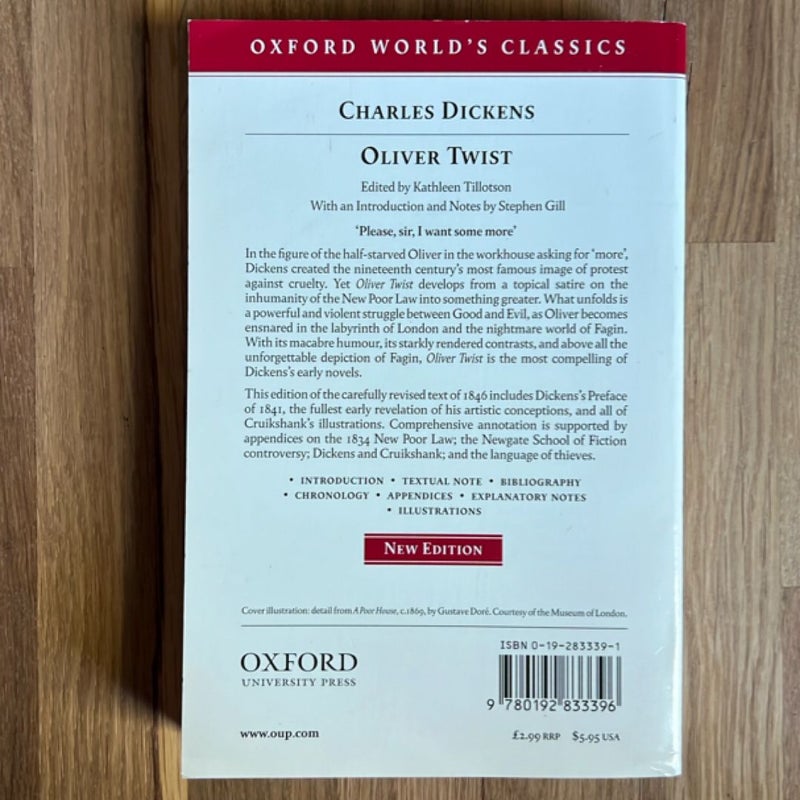 OXFORD WORLD'S CLASSICS
CHARLES DICKENS
OLIVER TWIST
Edited by Kathleen Tillotson
With an Introduction and Notes by Stephen Gill
'Please, sir, I want some more'
In the figure of the half-starved Oliver in the workhouse asking for 'more',
Dickens created the nineteenth century's most famous image of protest
against cruelty. Yet Oliver Twist develops from a topical satire on the
inhumanity of the New Poor Law into something greater. What unfolds is
a powerful and violent struggle between Good and Evil, as Oliver becomes
ensnared in the labyrinth of London and the nightmare world of Fagin.
With its macabre humour, its starkly rendered contrasts, and above all the
unforgettable depiction of Fagin, Oliver Twist is the most compelling of
Dickens's early novels.
This edition of the carefully revised text of 1846 includes Dickens's Preface
of 1841, the fullest early revelation of his artistic conceptions, and all of
Cruikshank's illustrations. Comprehensive annotation is supported by
appendices on the 1834 New Poor Law; the Newgate School of Fiction
controversy; Dickens and Cruikshank; and the language of thieves.
• INTRODUCTION • TEXTUAL NOTE • BIBLIOGRAPHY
• CHRONOLOGY • APPENDICES • EXPLANATORY NOTES
• ILLUSTRATIONS
NEW EDITION
Cover illustration: detail from A Poor House, c.1869, by Gustave Doré. Courtesy of the Museum of London.
OXFORD
UNIVERSITY PRESS
www.oup.com
ISBN 0-19-283339-1
9 780192 833396
£2.99 RRP $5.95 USA